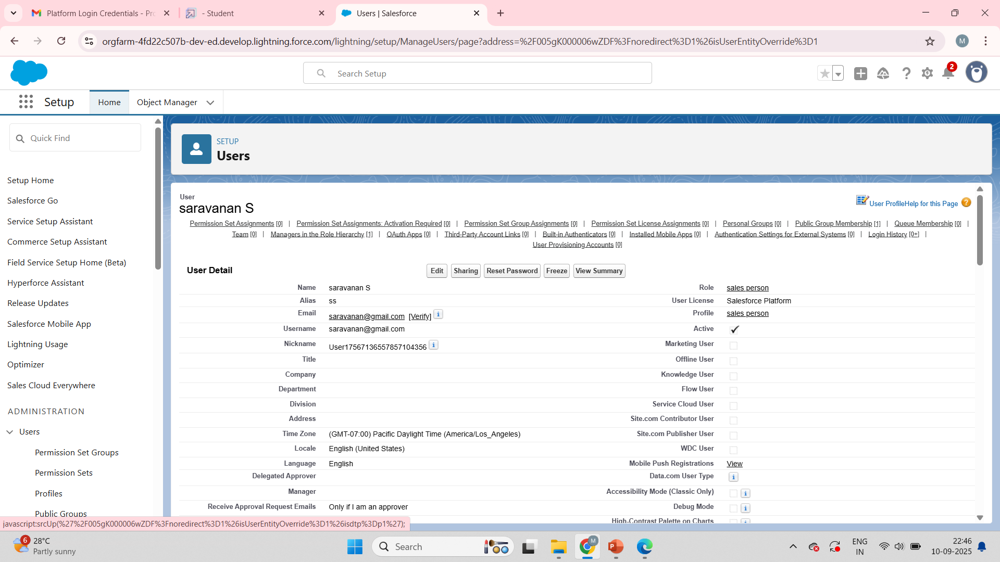 Platform Login Credentials - Pro
- Student
Users | Salesforce
orgfarm-4fd22c507b-dev-ed.develop.lightning.force.com/lightning/setup/ManageUsers/page?address=%2F005gK000006wZDF%3Fnoredirect%3D1%26isUserEntityOverride%3D1
M
Search Setup
2
Setup
Home
Object Manager
Quick Find
Setup Home
Salesforce Go
Service Setup Assistant
Commerce Setup Assistant
Field Service Setup Home (Beta)
Hyperforce Assistant
Release Updates
Salesforce Mobile App
Lightning Usage
Optimizer
Sales Cloud Everywhere
ADMINISTRATION
Users
Permission Set Groups
Permission Sets
Profiles
Public Groups
SETUP
Users
User
saravanan S
User Profile Help for this Page ?
Permission Set Assignments [0] | Permission Set Assignments: Activation Required [0] | Permission Set Group Assignments [0] | Permission Set License Assignments [0] | Personal Groups [0] | Public Group Membership [1] | Queue Membership [0] |
Team [0] | Managers in the Role Hierarchy [1] | OAuth Apps [0] | Third-Party Account Links [0] | Built-in Authenticators [0] | Installed Mobile Apps [0] | Authentication Settings for External Systems [0] | Login History [0+] |
User Provisioning Accounts [0]
User Detail
Edit Sharing Reset Password Freeze View Summary
Name saravanan S Role sales person
Alias ss User License Salesforce Platform
Email saravanan@gmail.com [Verify] i Profile sales person
Username saravanan@gmail.com Active
Nickname User17567136557857104356 i Marketing User
Title Offline User
Company Knowledge User
Department Flow User
Division Service Cloud User
Address Site.com Contributor User
Time Zone (GMT-07:00) Pacific Daylight Time (America/Los_Angeles) Site.com Publisher User
Locale English (United States) WDC User
Language English Mobile Push Registrations View
Delegated Approver Data.com User Type i
Manager Accessibility Mode (Classic Only) i
Receive Approval Request Emails Only if I am an approver Debug Mode i
High-Contrast Palette on Charts i
javascript:srcUp(%27%2F005gK000006wZDF%3Fnoredirect%3D1%26isUserEntityOverride%3D1%26isdtp%3Dp1%27);
6
28°C
Partly sunny
Search
M
P
ENG
IN
22:46
10-09-2025